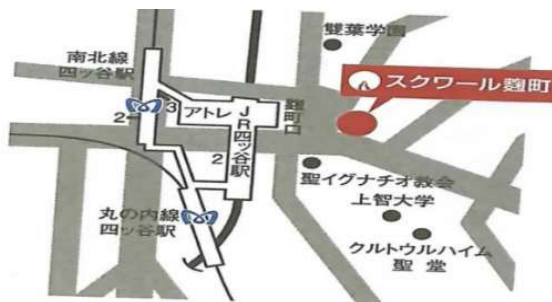 雙葉学園
南北線
四ッ谷駅
スクワール麹町
3
アトレ
2
JR四ツ谷駅
麹町口
2
聖イグナチオ教会
上智大学
丸の内線
四ッ谷駅
クルトゥルハイム
聖堂